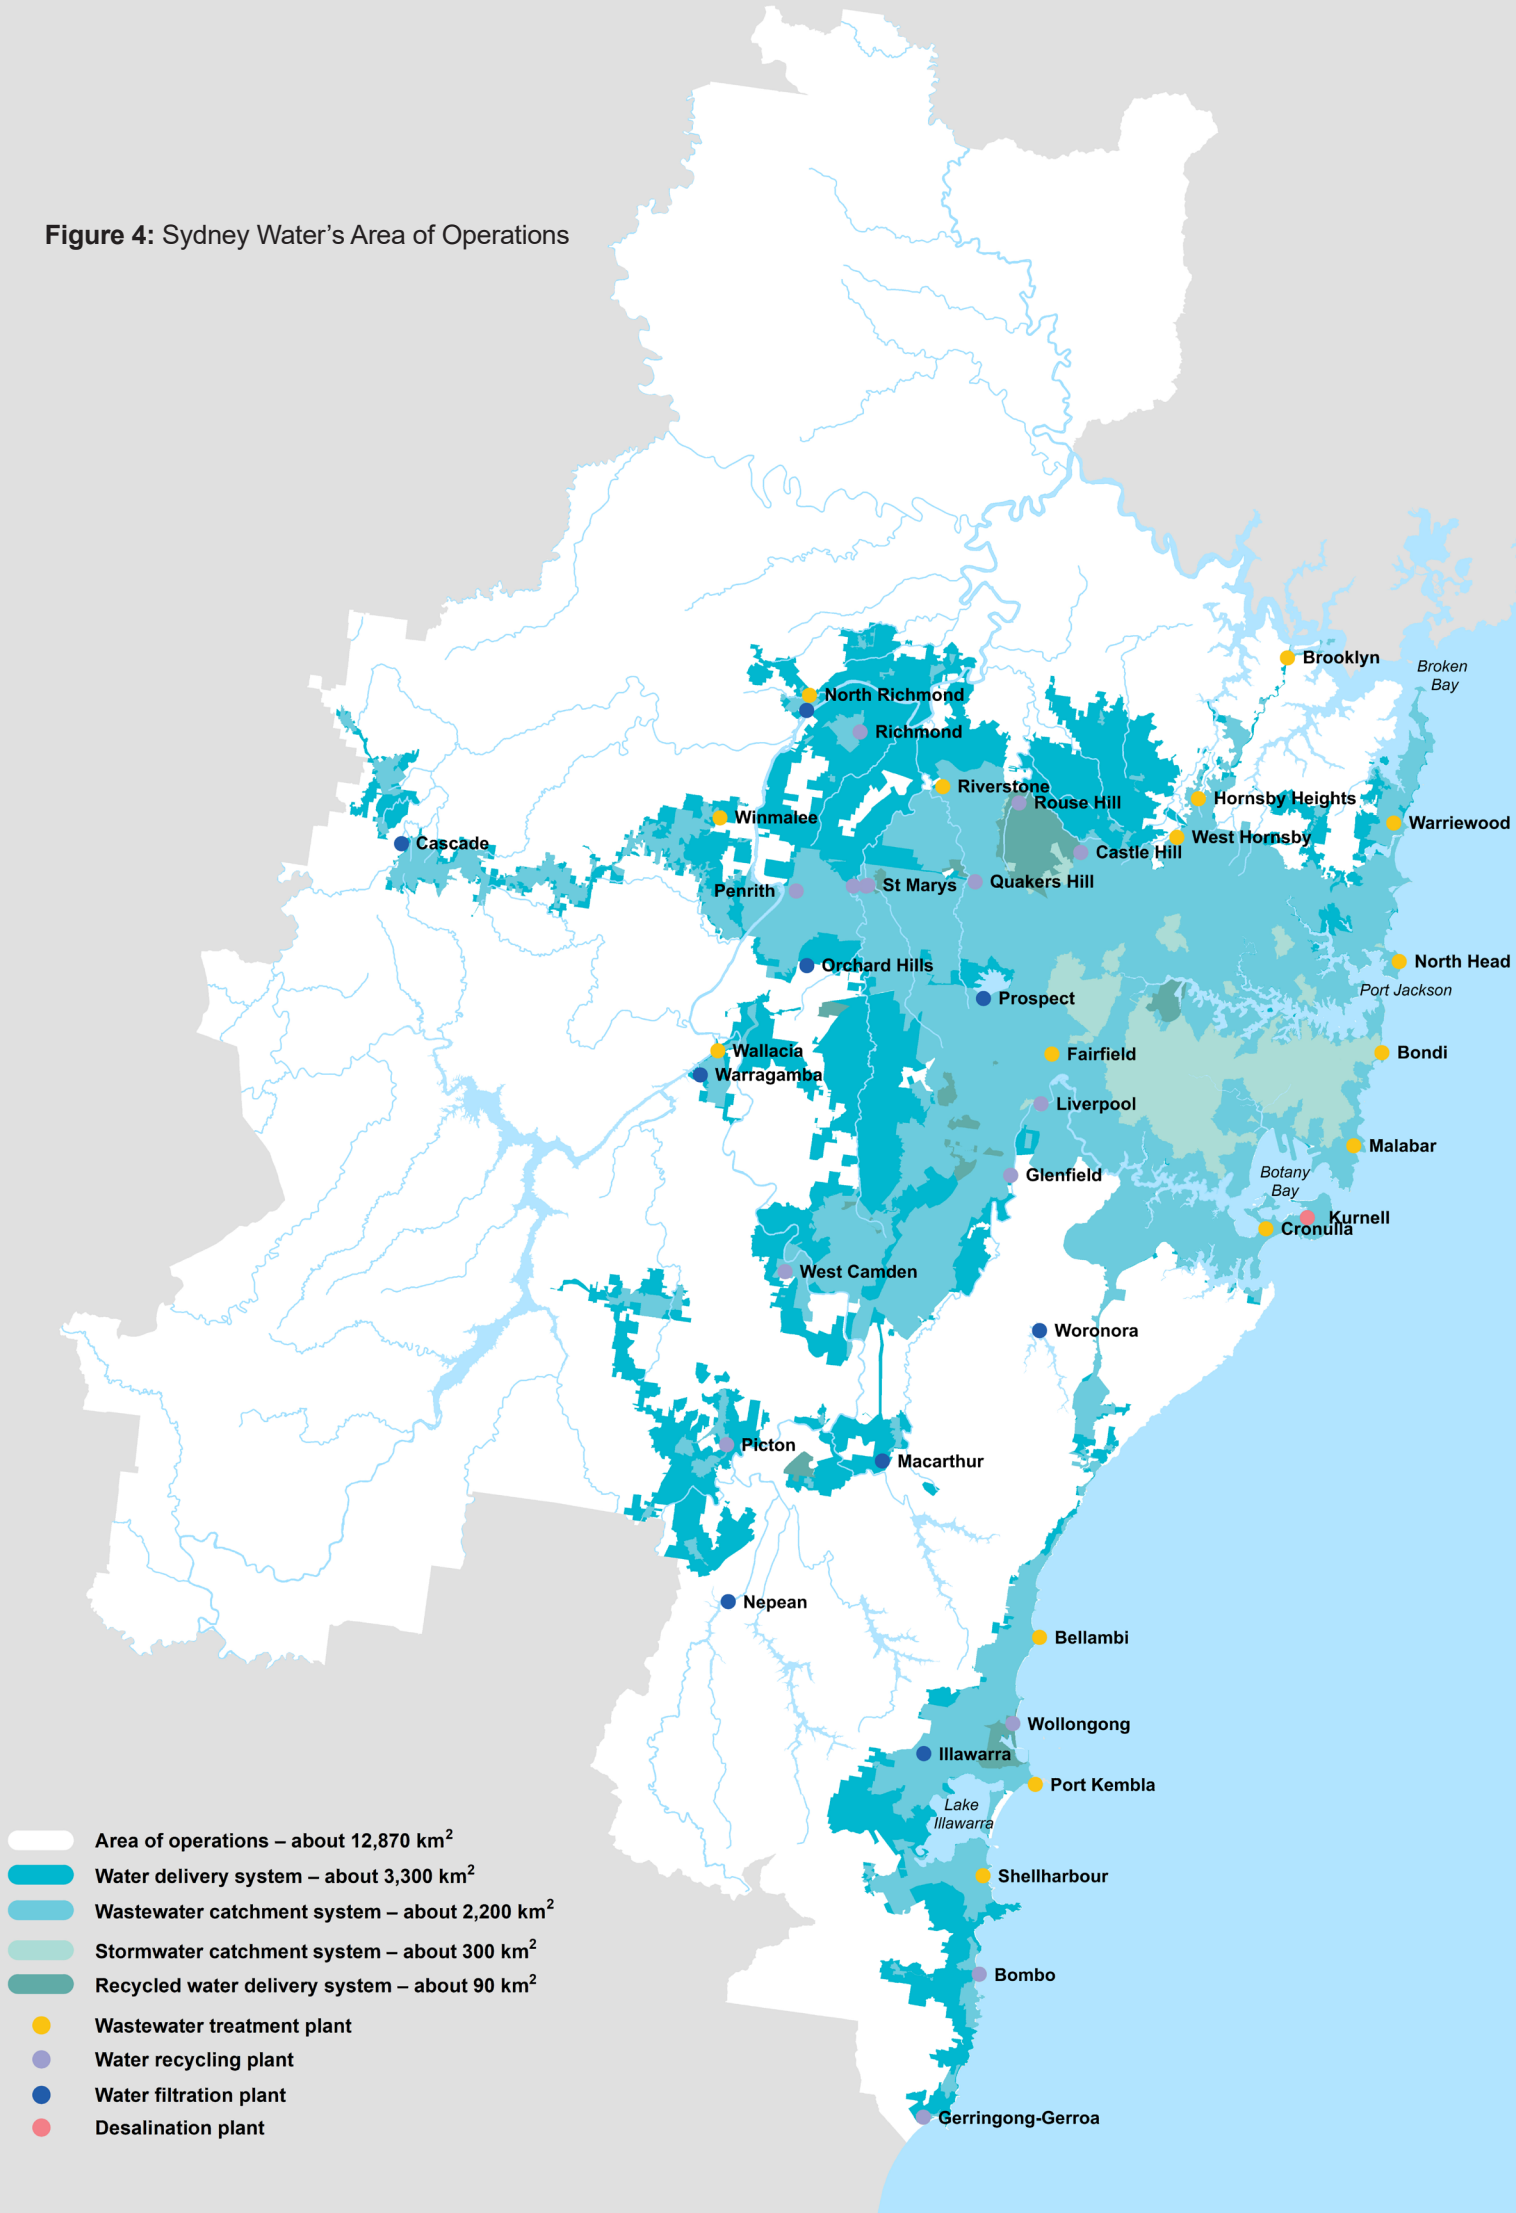 Figure 4: Sydney Water’s Area of Operations
Brooklyn
Broken
Bay
North Richmond
Richmond
Riverstone
Rouse Hill
Hornsby Heights
Winmalee
Warriewood
West Hornsby
Cascade
Castle Hill
Penrith
St Marys
Quakers Hill
North Head
Orchard Hills
Port Jackson
Prospect
Wallacia
Fairfield
Bondi
Warragamba
Liverpool
Malabar
Glenfield
Botany
Bay
Kurnell
Cronulla
West Camden
Woronora
Picton
Macarthur
Nepean
Bellambi
Wollongong
Illawarra
Port Kembla
Lake
Illawarra
Shellharbour
Bombo
Gerringong-Gerroa
Area of operations – about 12,870 km²
Water delivery system – about 3,300 km²
Wastewater catchment system – about 2,200 km²
Stormwater catchment system – about 300 km²
Recycled water delivery system – about 90 km²
Wastewater treatment plant
Water recycling plant
Water filtration plant
Desalination plant